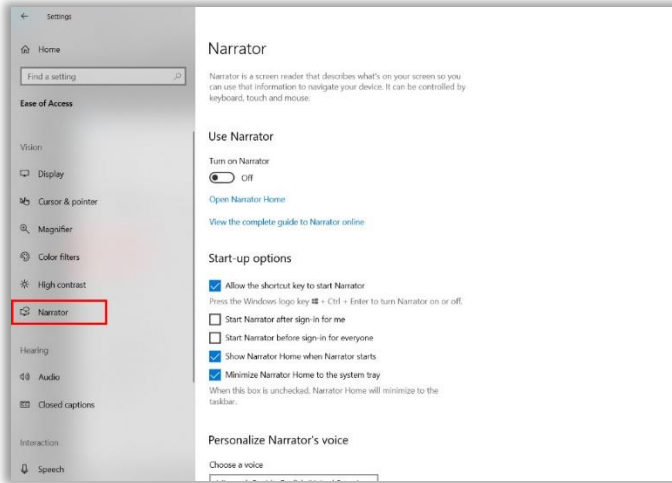 Settings
Home
Find a setting
Ease of Access
Vision
Display
Cursor & pointer
Magnifier
Color filters
High contrast
Narrator
Hearing
Audio
Closed captions
Interaction
Speech
Narrator
Narrator is a screen reader that describes what's on your screen so you
can use that information to navigate your device. It can be controlled by
keyboard, touch and mouse.
Use Narrator
Turn on Narrator
Off
Open Narrator Home
View the complete guide to Narrator online
Start-up options
Allow the shortcut key to start Narrator
Press the Windows logo key + Ctrl + Enter to turn Narrator on or off.
Start Narrator after sign-in for me
Start Narrator before sign-in for everyone
Show Narrator Home when Narrator starts
Minimize Narrator Home to the system tray
When this box is unchecked, Narrator Home will minimize to the
taskbar.
Personalize Narrator's voice
Choose a voice